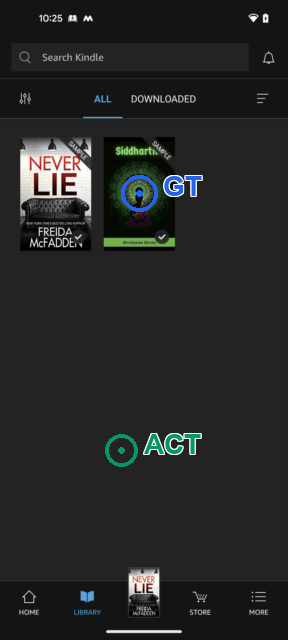 10:25
Search Kindle
ALL DOWNLOADED
SAMPLE
NEVER
LIE
FREIDA
McFADDEN
SAMPLE
Siddhart
GT
ACT
HOME
LIBRARY
NEVER
LIE
FREIDA
McFADDEN
STORE
MORE